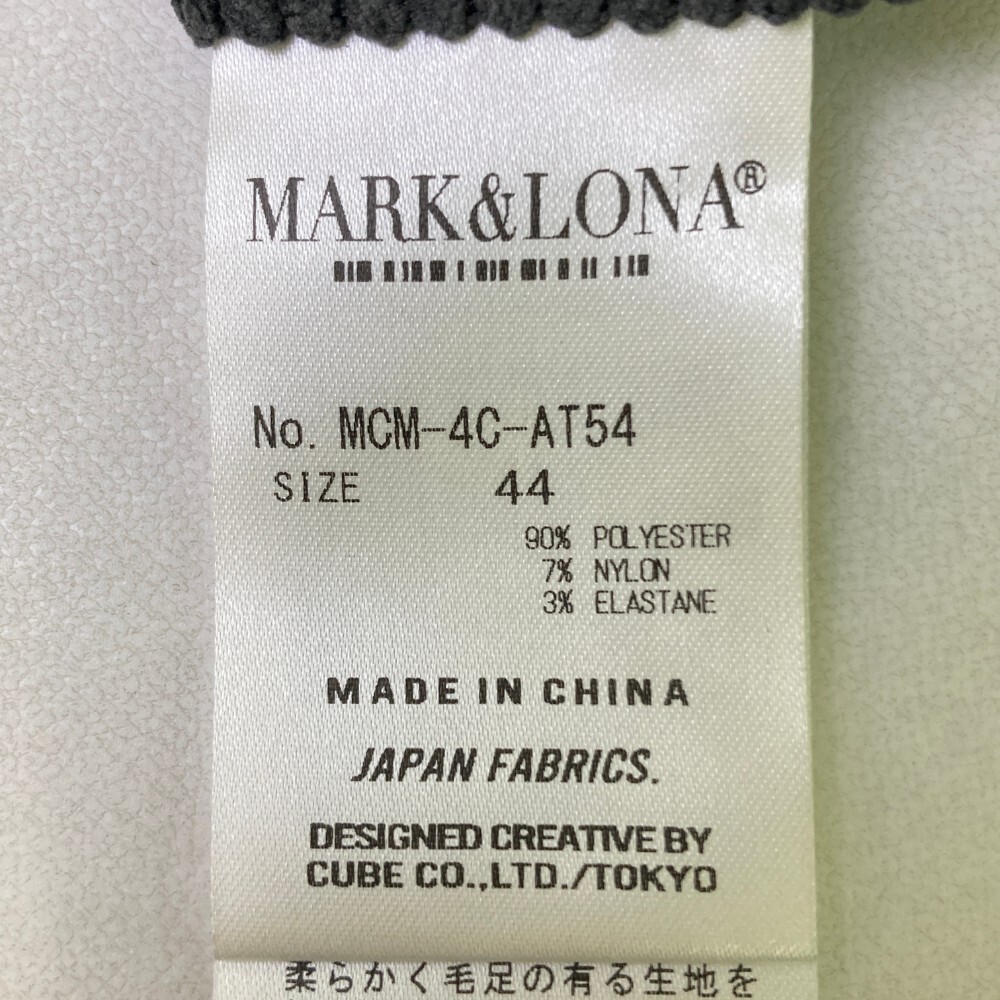 MARK&LONA®
No. MCM-4C-AT54
SIZE 44
90% POLYESTER
7% NYLON
3% ELASTANE
MADE IN CHINA
JAPAN FABRICS.
DESIGNED CREATIVE BY
CUBE CO.,LTD./TOKYO
柔らかく毛足の有る生地を